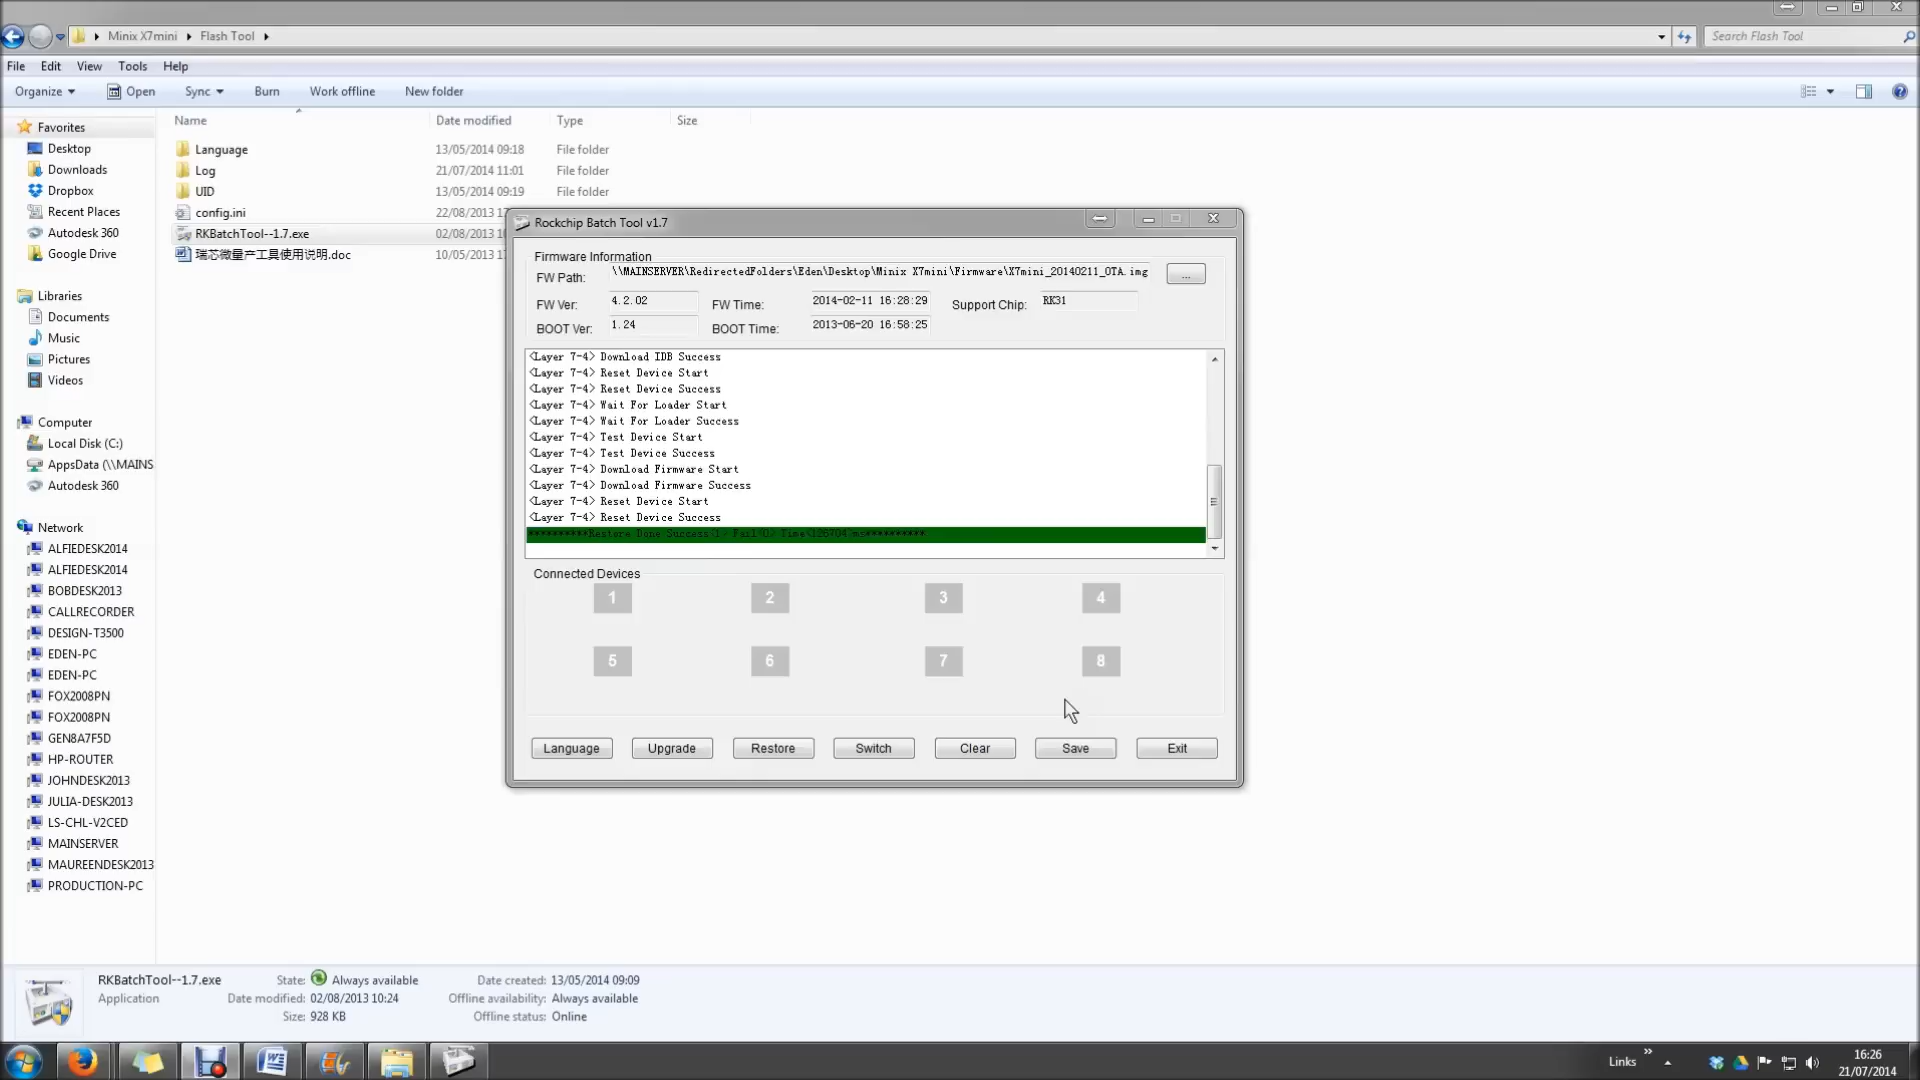 Minix X7mini
Flash Tool
Search Flash Tool
File Edit View Tools Help
Organize Open Sync Burn Work offline New folder
Name Date modified Type Size
Favorites
Desktop
Downloads
Dropbox
Recent Places
Autodesk 360
Google Drive
Libraries
Documents
Music
Pictures
Videos
Computer
Local Disk (C:)
AppsData (\\MAINS
Autodesk 360
Network
ALFIEDESK2014
ALFIEDESK2014
BOBDESK2013
CALLRECORDER
DESIGN-T3500
EDEN-PC
EDEN-PC
FOX2008PN
FOX2008PN
GEN8A7F5D
HP-ROUTER
JOHNDESK2013
JULIA-DESK2013
LS-CHL-V2CED
MAINSERVER
MAUREENDESK2013
PRODUCTION-PC
Language 13/05/2014 09:18 File folder
Log 21/07/2014 11:01 File folder
UID 13/05/2014 09:19 File folder
config.ini 22/08/2013 1
RKBatchTool--1.7.exe 02/08/2013 10
瑞芯微量产工具使用说明.doc 10/05/2013 1
Rockchip Batch Tool v1.7
Firmware Information
FW Path: \\MAINSERVER\RedirectedFolders\Eden\Desktop\Minix X7mini\Firmware\X7mini_20140211_OTA.img ...
FW Ver: 4.2.02 FW Time: 2014-02-11 16:28:29 Support Chip: RK31
BOOT Ver: 1.24 BOOT Time: 2013-06-20 16:58:25
<Layer 7-4> Download IDB Success
<Layer 7-4> Reset Device Start
<Layer 7-4> Reset Device Success
<Layer 7-4> Wait For Loader Start
<Layer 7-4> Wait For Loader Success
<Layer 7-4> Test Device Start
<Layer 7-4> Test Device Success
<Layer 7-4> Download Firmware Start
<Layer 7-4> Download Firmware Success
<Layer 7-4> Reset Device Start
<Layer 7-4> Reset Device Success
**********Restore Done Success<1> Fail<0> Time<126704>ms**********
Connected Devices
1 2 3 4
5 6 7 8
Language Upgrade Restore Switch Clear Save Exit
RKBatchTool--1.7.exe State: Always available Date created: 13/05/2014 09:09
Application Date modified: 02/08/2013 10:24 Offline availability: Always available
Size: 928 KB Offline status: Online
Links
16:26
21/07/2014